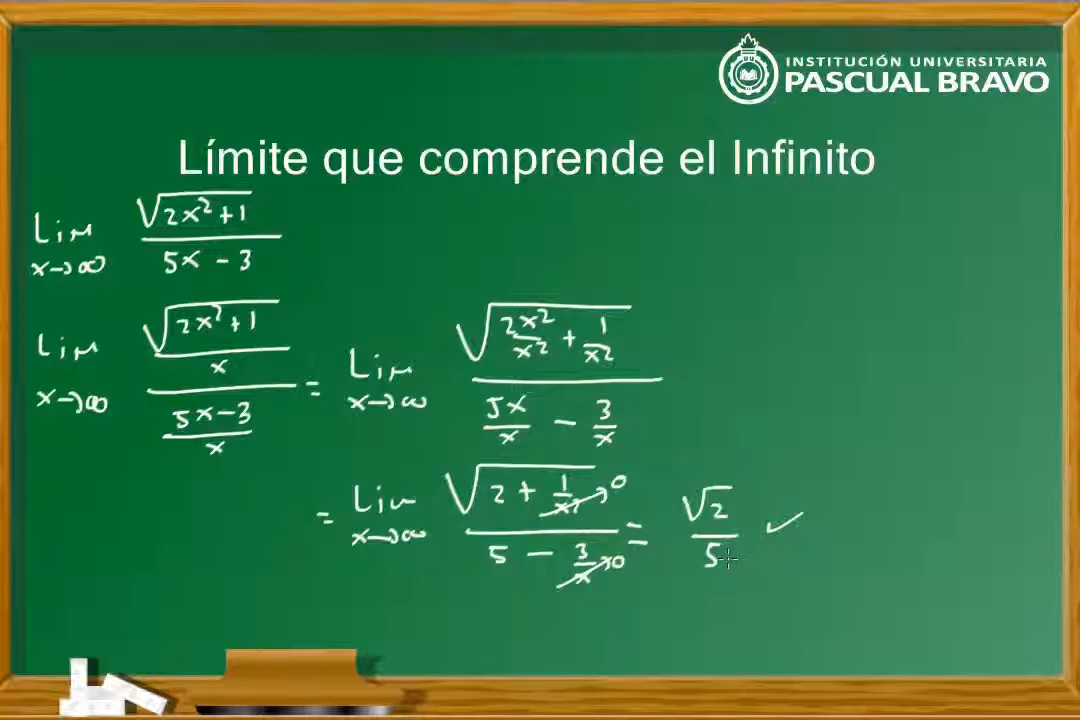 INSTITUCIÓN UNIVERSITARIA
PASCUAL BRAVO
Límite que comprende el Infinito
Lim x→∞ √(2x²+1) / (5x - 3)
Lim x→∞ (√(2x²+1) / x) / ((5x-3) / x) = Lim x→∞ √(2x²/x² + 1/x²) / (5x/x - 3/x)
= Lim x→∞ √(2 + 1/x² →0) / (5 - 3/x →0) = √2 / 5 ✓